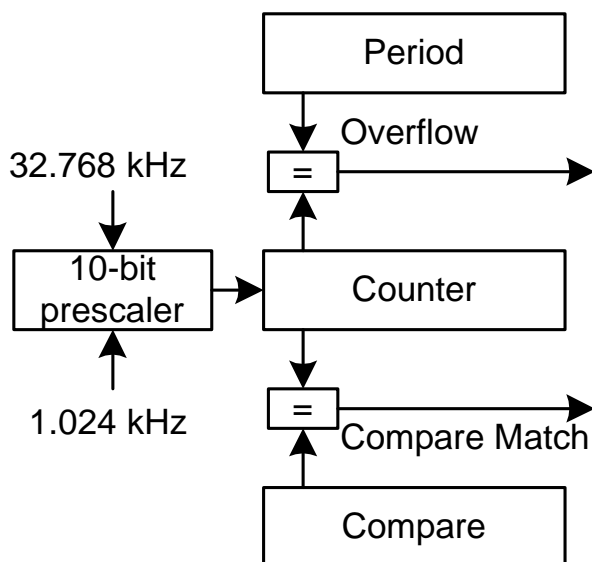 Period
Overflow
=
32.768 kHz
10-bit
prescaler
Counter
1.024 kHz
=
Compare Match
Compare